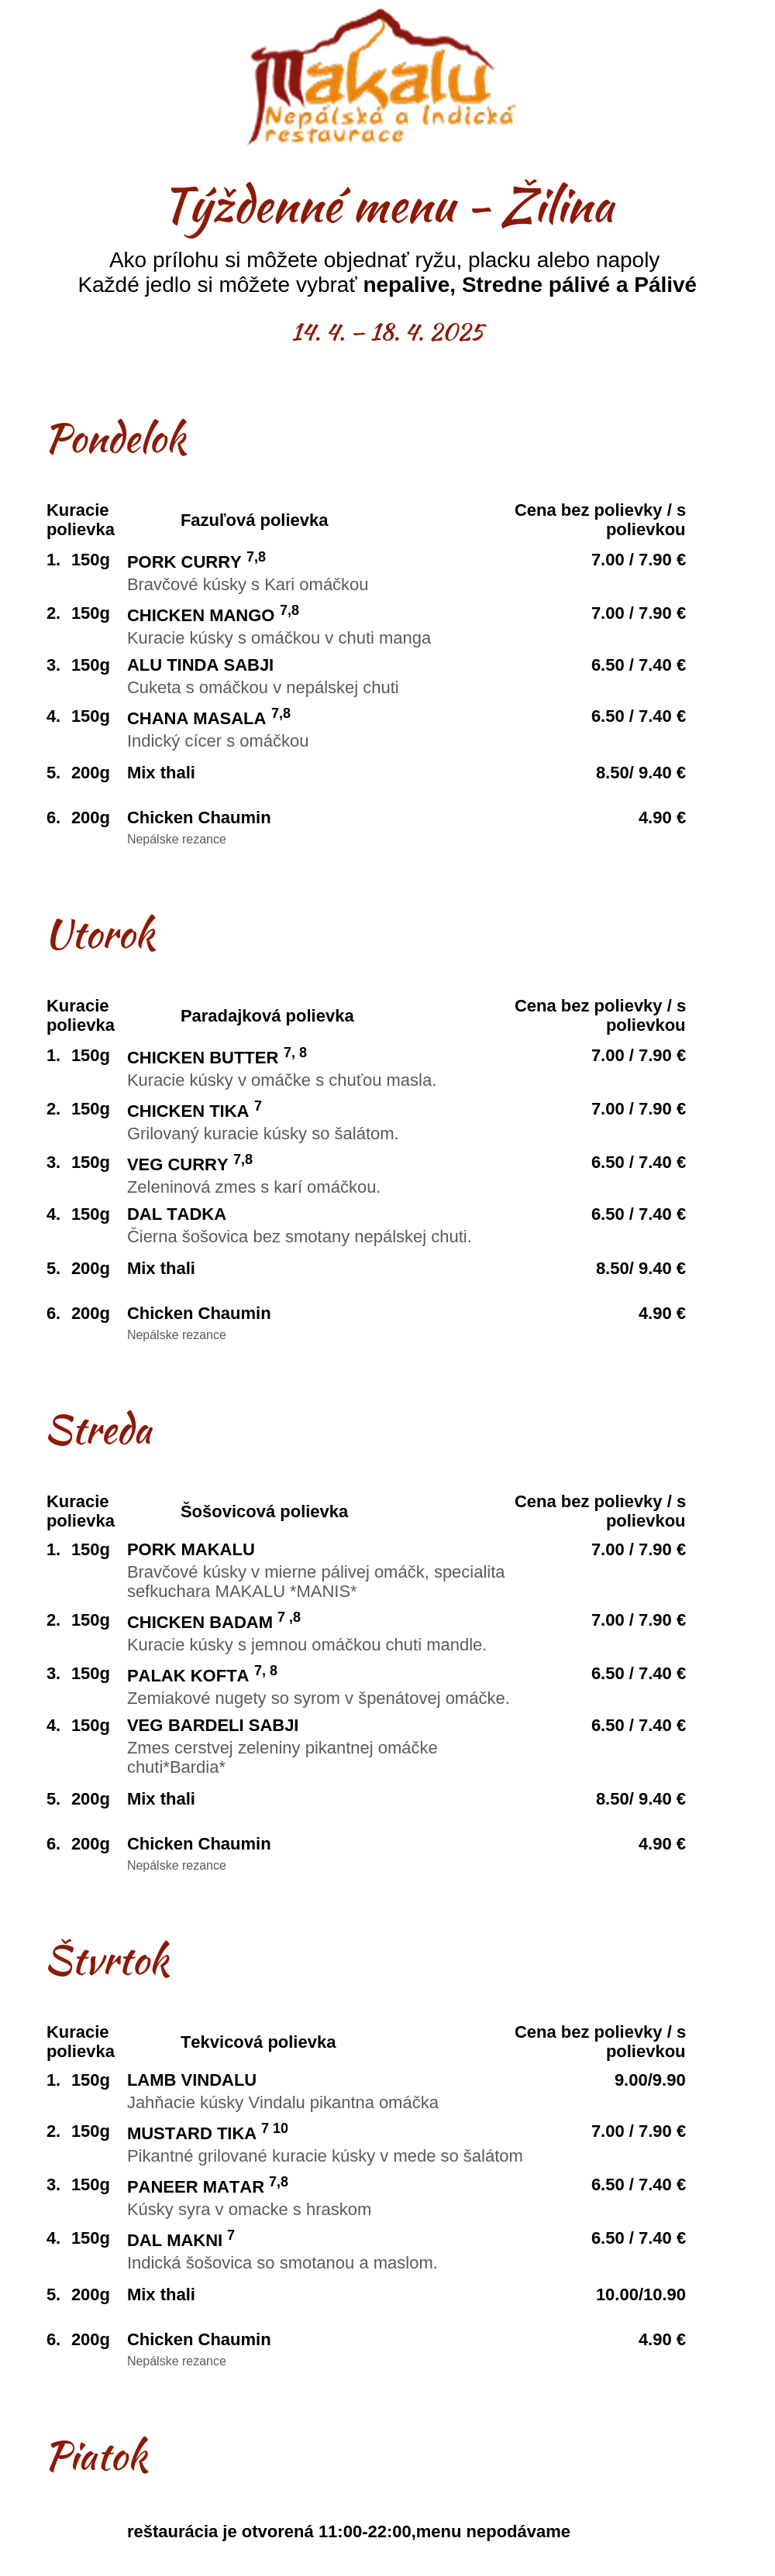 Makalu
Nepálská a Indická
restaurace
Týždenné menu - Žilina
Ako prílohu si môžete objednať ryžu, placku alebo napoly
Každé jedlo si môžete vybrať nepalive, Stredne pálivé a Pálivé
14. 4. – 18. 4. 2025
Pondelok
Kuracie polievka Fazuľová polievka Cena bez polievky / s polievkou
1. 150g PORK CURRY 7,8 7.00 / 7.90 €
Bravčové kúsky s Kari omáčkou
2. 150g CHICKEN MANGO 7,8 7.00 / 7.90 €
Kuracie kúsky s omáčkou v chuti manga
3. 150g ALU TINDA SABJI 6.50 / 7.40 €
Cuketa s omáčkou v nepálskej chuti
4. 150g CHANA MASALA 7,8 6.50 / 7.40 €
Indický cícer s omáčkou
5. 200g Mix thali 8.50/ 9.40 €
6. 200g Chicken Chaumin 4.90 €
Nepálske rezance
Utorok
Kuracie polievka Paradajková polievka Cena bez polievky / s polievkou
1. 150g CHICKEN BUTTER 7, 8 7.00 / 7.90 €
Kuracie kúsky v omáčke s chuťou masla.
2. 150g CHICKEN TIKA 7 7.00 / 7.90 €
Grilovaný kuracie kúsky so šalátom.
3. 150g VEG CURRY 7,8 6.50 / 7.40 €
Zeleninová zmes s karí omáčkou.
4. 150g DAL TADKA 6.50 / 7.40 €
Čierna šošovica bez smotany nepálskej chuti.
5. 200g Mix thali 8.50/ 9.40 €
6. 200g Chicken Chaumin 4.90 €
Nepálske rezance
Streda
Kuracie polievka Šošovicová polievka Cena bez polievky / s polievkou
1. 150g PORK MAKALU 7.00 / 7.90 €
Bravčové kúsky v mierne pálivej omáčk, specialita
sefkuchara MAKALU *MANIS*
2. 150g CHICKEN BADAM 7 ,8 7.00 / 7.90 €
Kuracie kúsky s jemnou omáčkou chuti mandle.
3. 150g PALAK KOFTA 7, 8 6.50 / 7.40 €
Zemiakové nugety so syrom v špenátovej omáčke.
4. 150g VEG BARDELI SABJI 6.50 / 7.40 €
Zmes cerstvej zeleniny pikantnej omáčke
chuti*Bardia*
5. 200g Mix thali 8.50/ 9.40 €
6. 200g Chicken Chaumin 4.90 €
Nepálske rezance
Štvrtok
Kuracie polievka Tekvicová polievka Cena bez polievky / s polievkou
1. 150g LAMB VINDALU 9.00/9.90
Jahňacie kúsky Vindalu pikantna omáčka
2. 150g MUSTARD TIKA 7 10 7.00 / 7.90 €
Pikantné grilované kuracie kúsky v mede so šalátom
3. 150g PANEER MATAR 7,8 6.50 / 7.40 €
Kúsky syra v omacke s hraskom
4. 150g DAL MAKNI 7 6.50 / 7.40 €
Indická šošovica so smotanou a maslom.
5. 200g Mix thali 10.00/10.90
6. 200g Chicken Chaumin 4.90 €
Nepálske rezance
Piatok
reštaurácia je otvorená 11:00-22:00,menu nepodávame